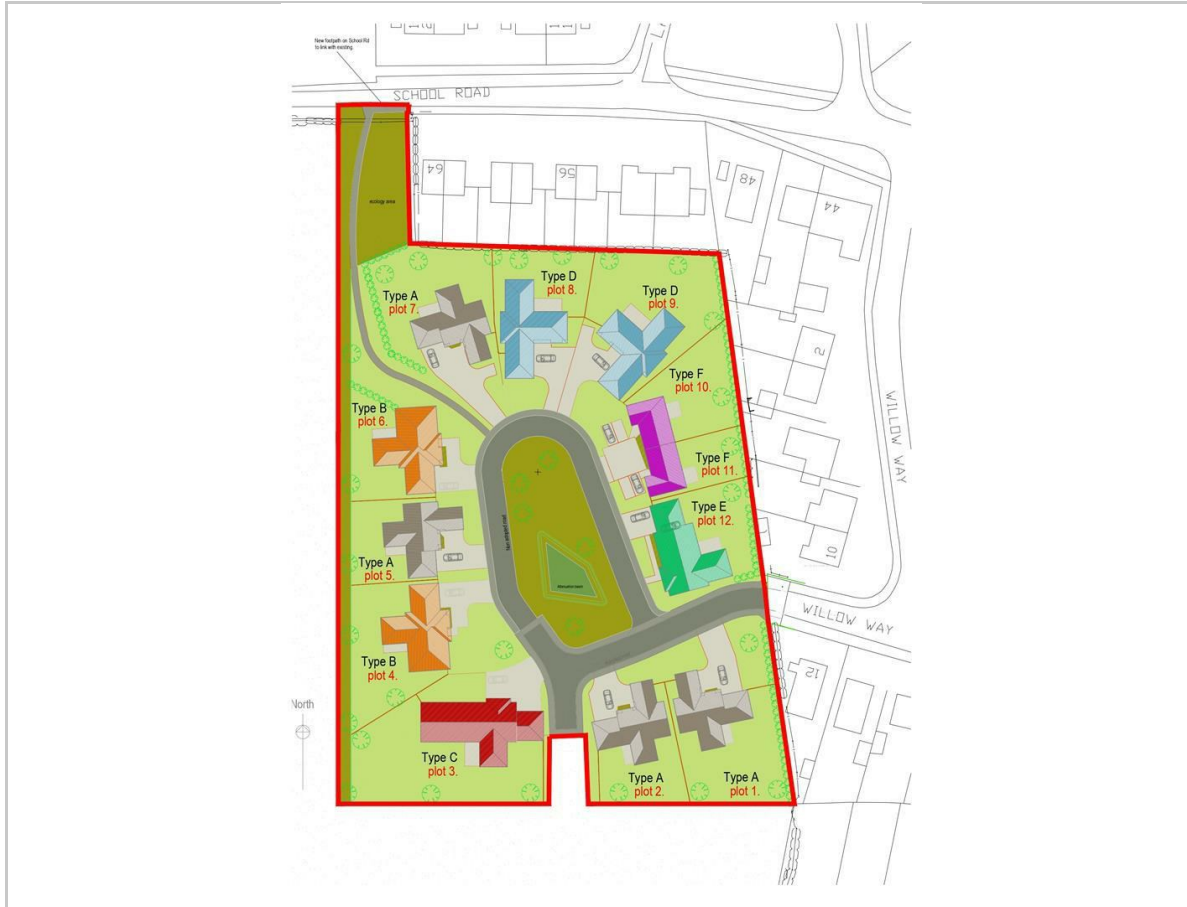 New footpath on School Rd
to link with existing.
SCHOOL ROAD
64
56
48
44
ecology area
Type A
plot 7.
Type D
plot 8.
Type D
plot 9.
2
Type F
plot 10.
Type B
plot 6.
WILLOW WAY
Type F
plot 11.
Type E
plot 12.
10
Type A
plot 5.
WILLOW WAY
Type B
plot 4.
12
North
Type C
plot 3.
Type A
plot 2.
Type A
plot 1.